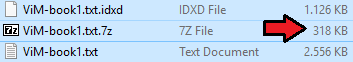 ViM-book1.txt.idxd IDXD File 1.126 KB
7z ViM-book1.txt.7z 7Z File 318 KB
ViM-book1.txt Text Document 2.556 KB